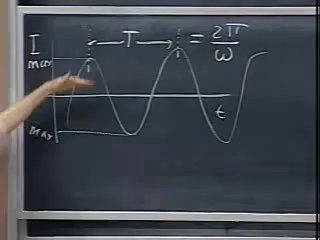 I T = 2π/ω
max
t
max